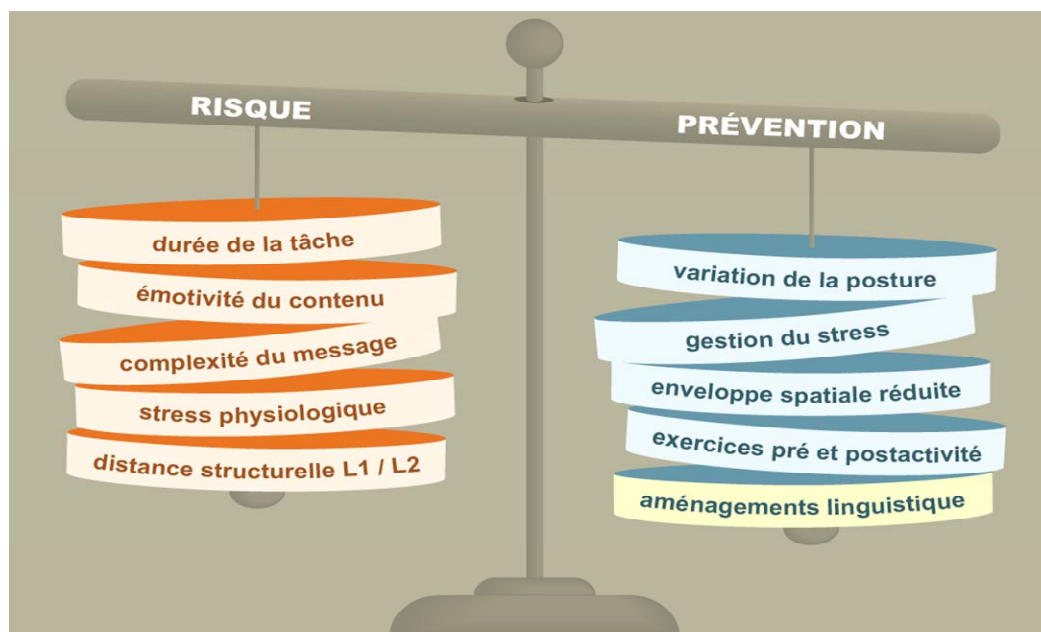 RISQUE
durée de la tâche
émotivité du contenu
complexité du message
stress physiologique
distance structurelle L1 / L2
PRÉVENTION
variation de la posture
gestion du stress
enveloppe spatiale réduite
exercices pré et postactivité
aménagements linguistique